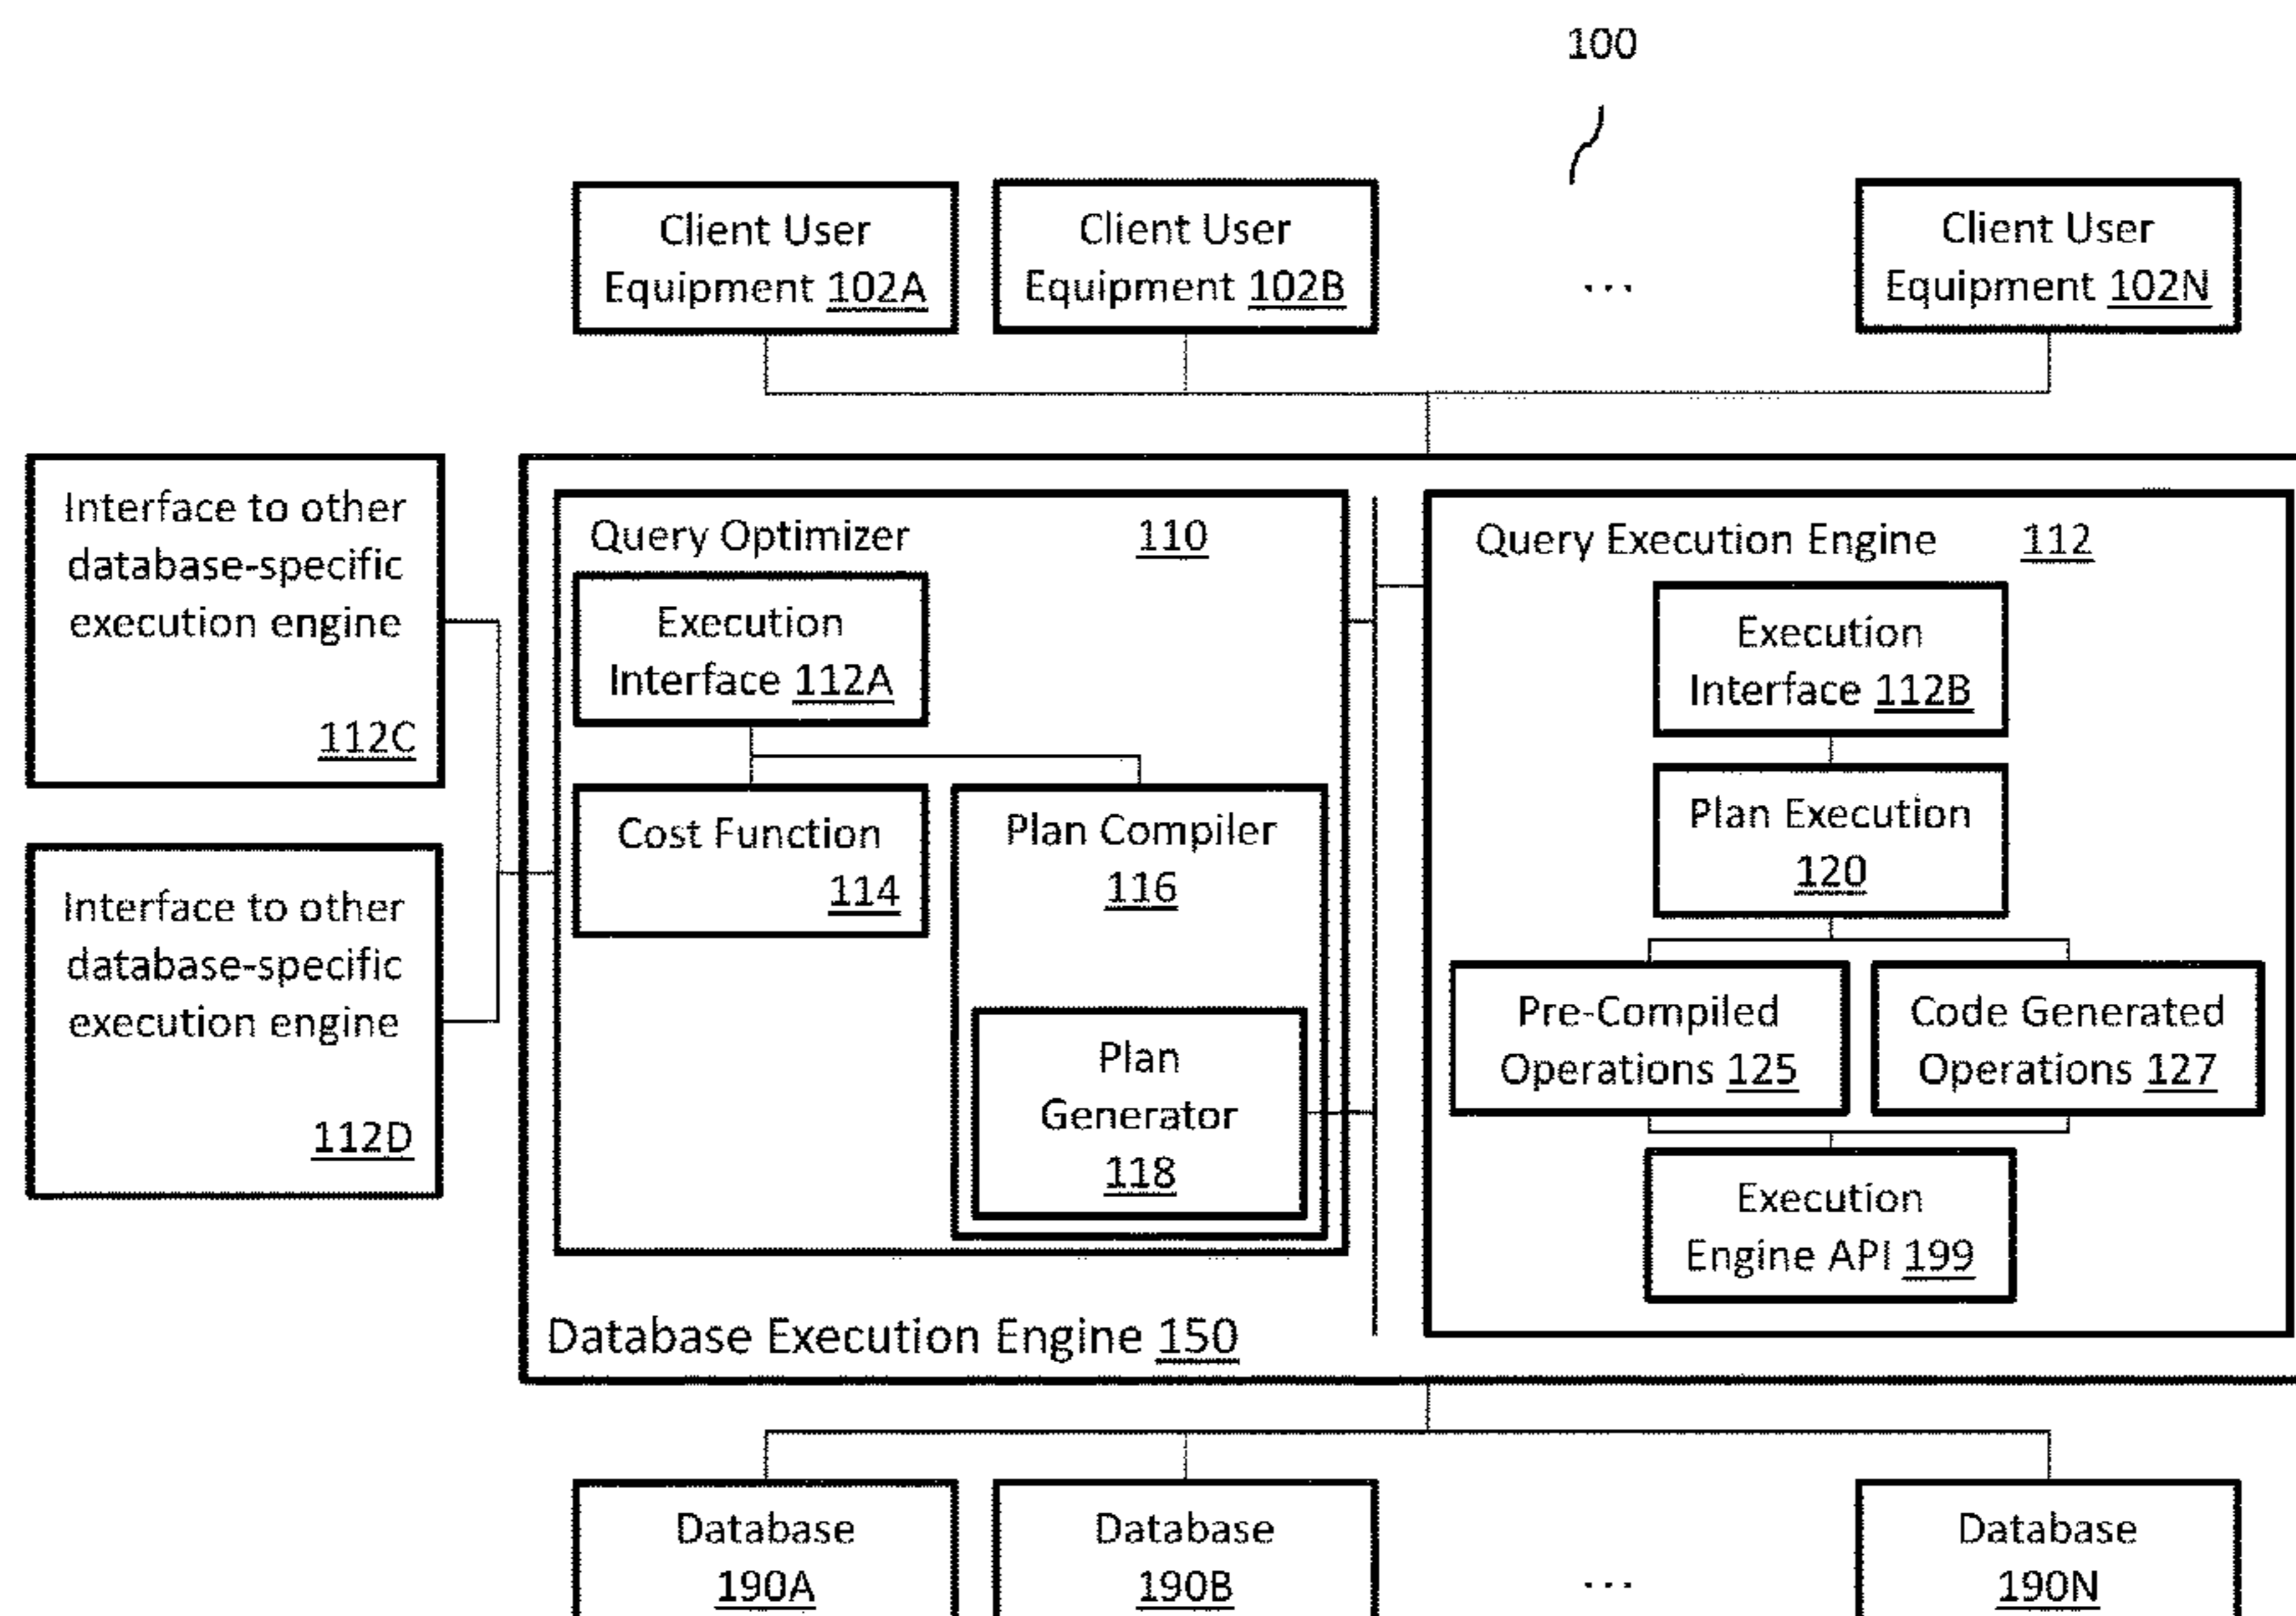 100
Client User
Equipment 102A
Client User
Equipment 102B
...
Client User
Equipment 102N
Interface to other
database-specific
execution engine
112C
Interface to other
database-specific
execution engine
112D
Query Optimizer 110
Execution
Interface 112A
Cost Function
114
Plan Compiler
116
Plan
Generator
118
Database Execution Engine 150
Query Execution Engine 112
Execution
Interface 112B
Plan Execution
120
Pre-Compiled
Operations 125
Code Generated
Operations 127
Execution
Engine API 199
Database
190A
Database
190B
...
Database
190N